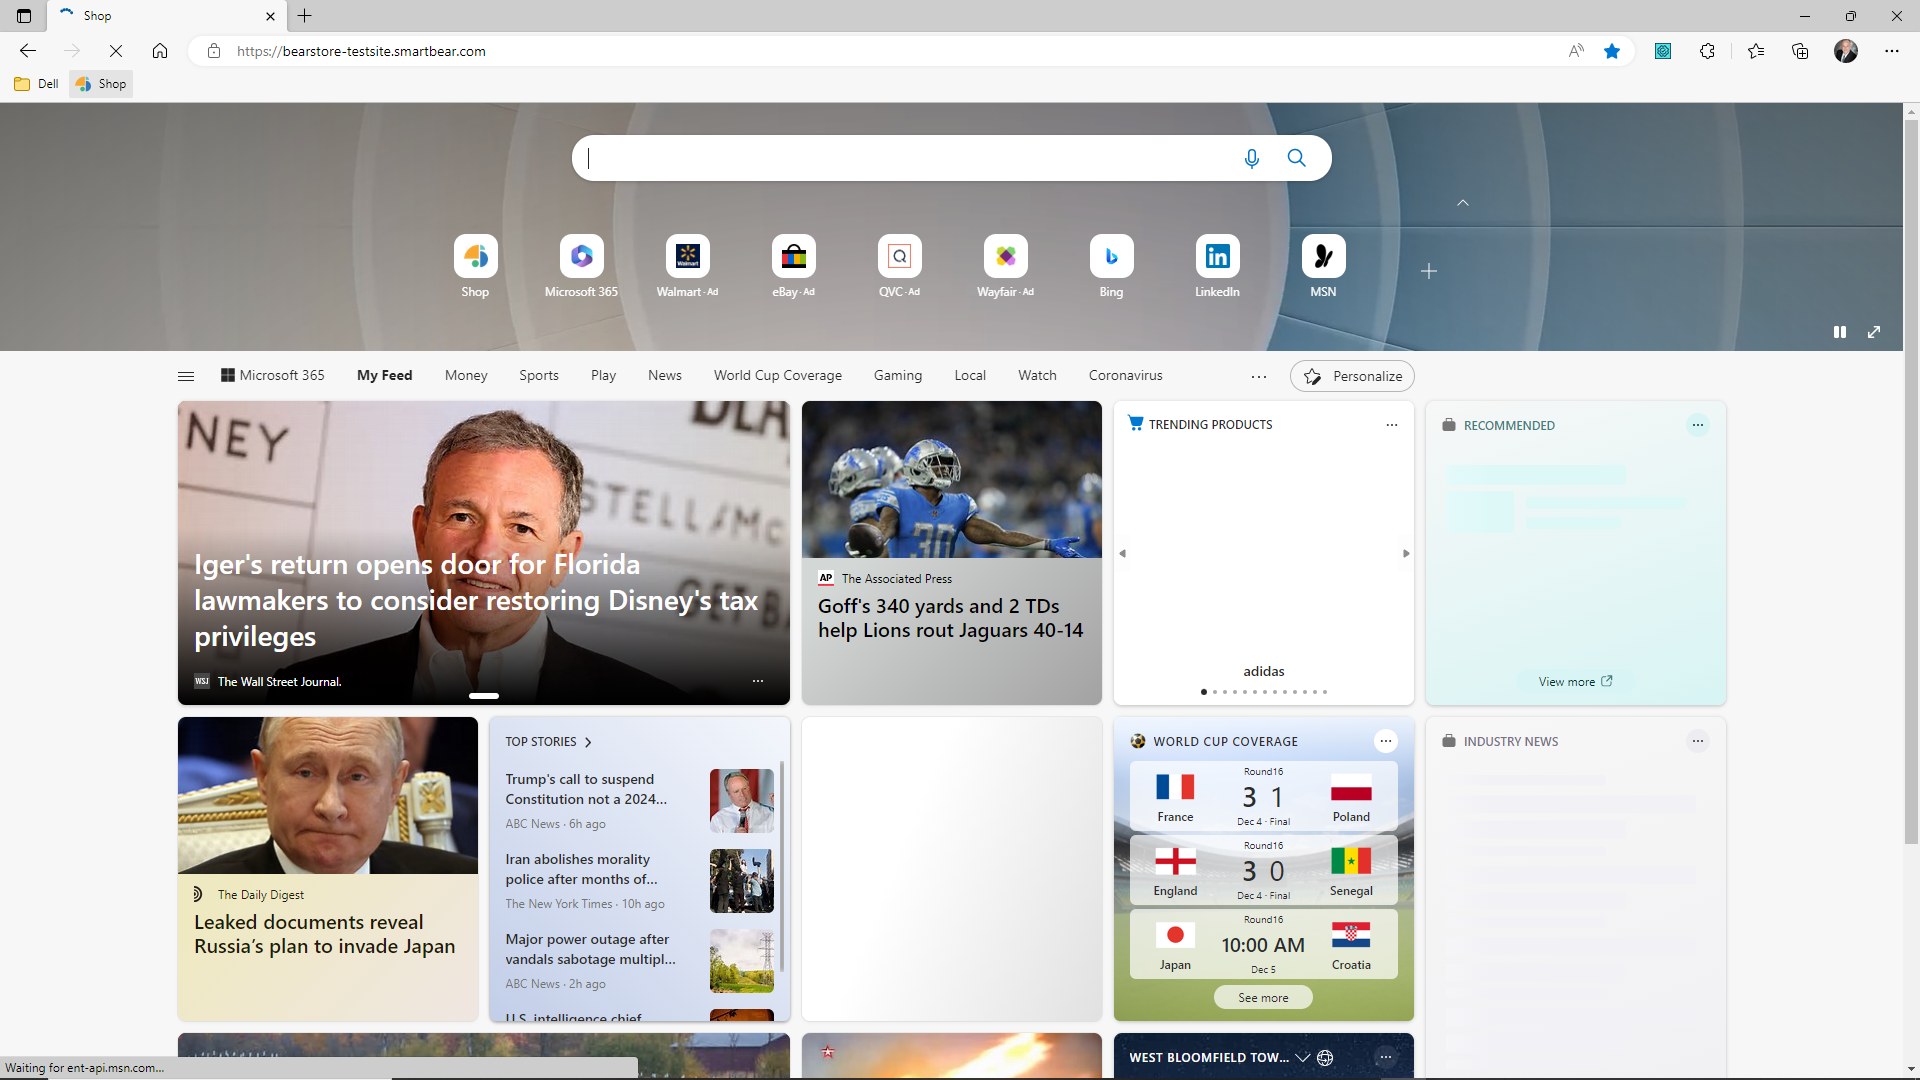 Shop
https://bearstore-testsite.smartbear.com
Dell
Shop
Shop
Microsoft 365
Walmart · Ad
eBay · Ad
QVC · Ad
Wayfair · Ad
Bing
LinkedIn
MSN
Microsoft 365
My Feed
Money
Sports
Play
News
World Cup Coverage
Gaming
Local
Watch
Coronavirus
Personalize
NEY
Iger's return opens door for Florida
lawmakers to consider restoring Disney's tax
privileges
WSJ The Wall Street Journal.
30
AP The Associated Press
Goff's 340 yards and 2 TDs
help Lions rout Jaguars 40-14
TRENDING PRODUCTS
adidas
RECOMMENDED
View more
The Daily Digest
Leaked documents reveal
Russia’s plan to invade Japan
TOP STORIES
Trump's call to suspend
Constitution not a 2024...
ABC News · 6h ago
Iran abolishes morality
police after months of...
The New York Times · 10h ago
Major power outage after
vandals sabotage multipl...
ABC News · 2h ago
U.S. intelligence chief
WORLD CUP COVERAGE
Round16
3 1
France
Poland
Dec 4 · Final
Round16
3 0
England
Senegal
Dec 4 · Final
Round16
10:00 AM
Japan
Croatia
Dec 5
See more
INDUSTRY NEWS
WEST BLOOMFIELD TOW...
Waiting for ent-api.msn.com...